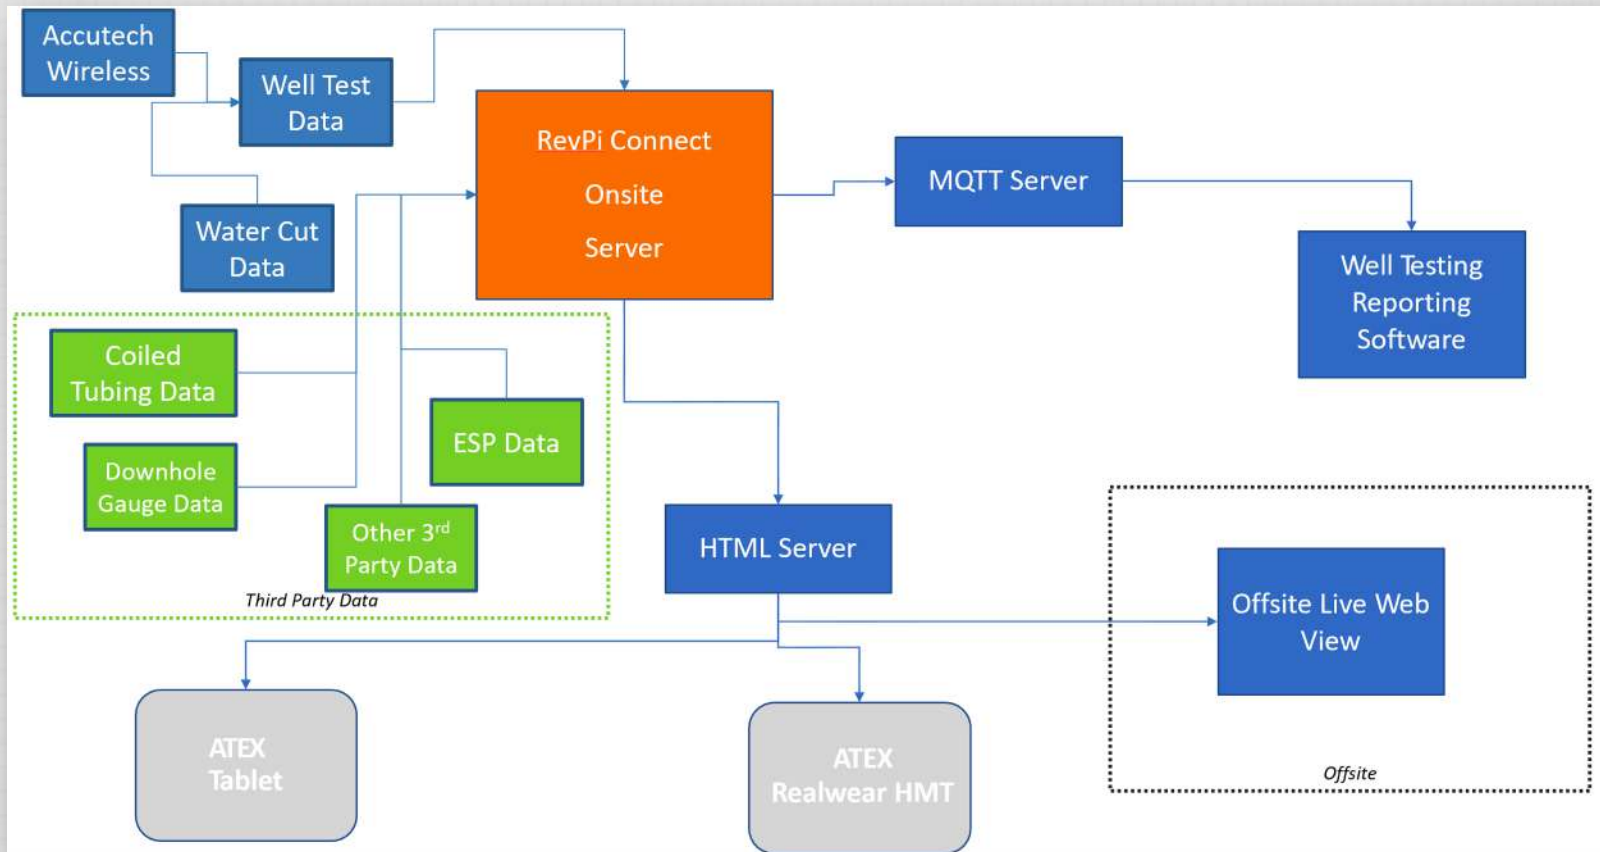 Accutech
Wireless
Well Test
Data
Water Cut
Data
RevPi Connect
Onsite
Server
MQTT Server
Well Testing
Reporting
Software
Coiled
Tubing Data
Downhole
Gauge Data
ESP Data
Other 3rd
Party Data
Third Party Data
HTML Server
Offsite Live Web
View
Offsite
ATEX
Tablet
ATEX
Realwear HMT